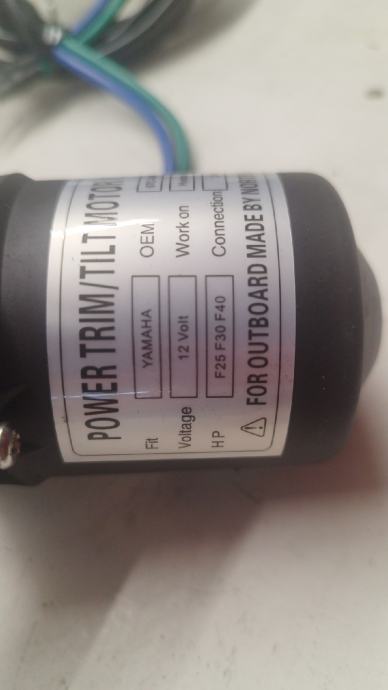 POWER TRIM/TILT MOTOR
Fit YAMAHA OEM
Voltage 12 Volt Work on
HP F25 F30 F40 Connection
FOR OUTBOARD MADE BY